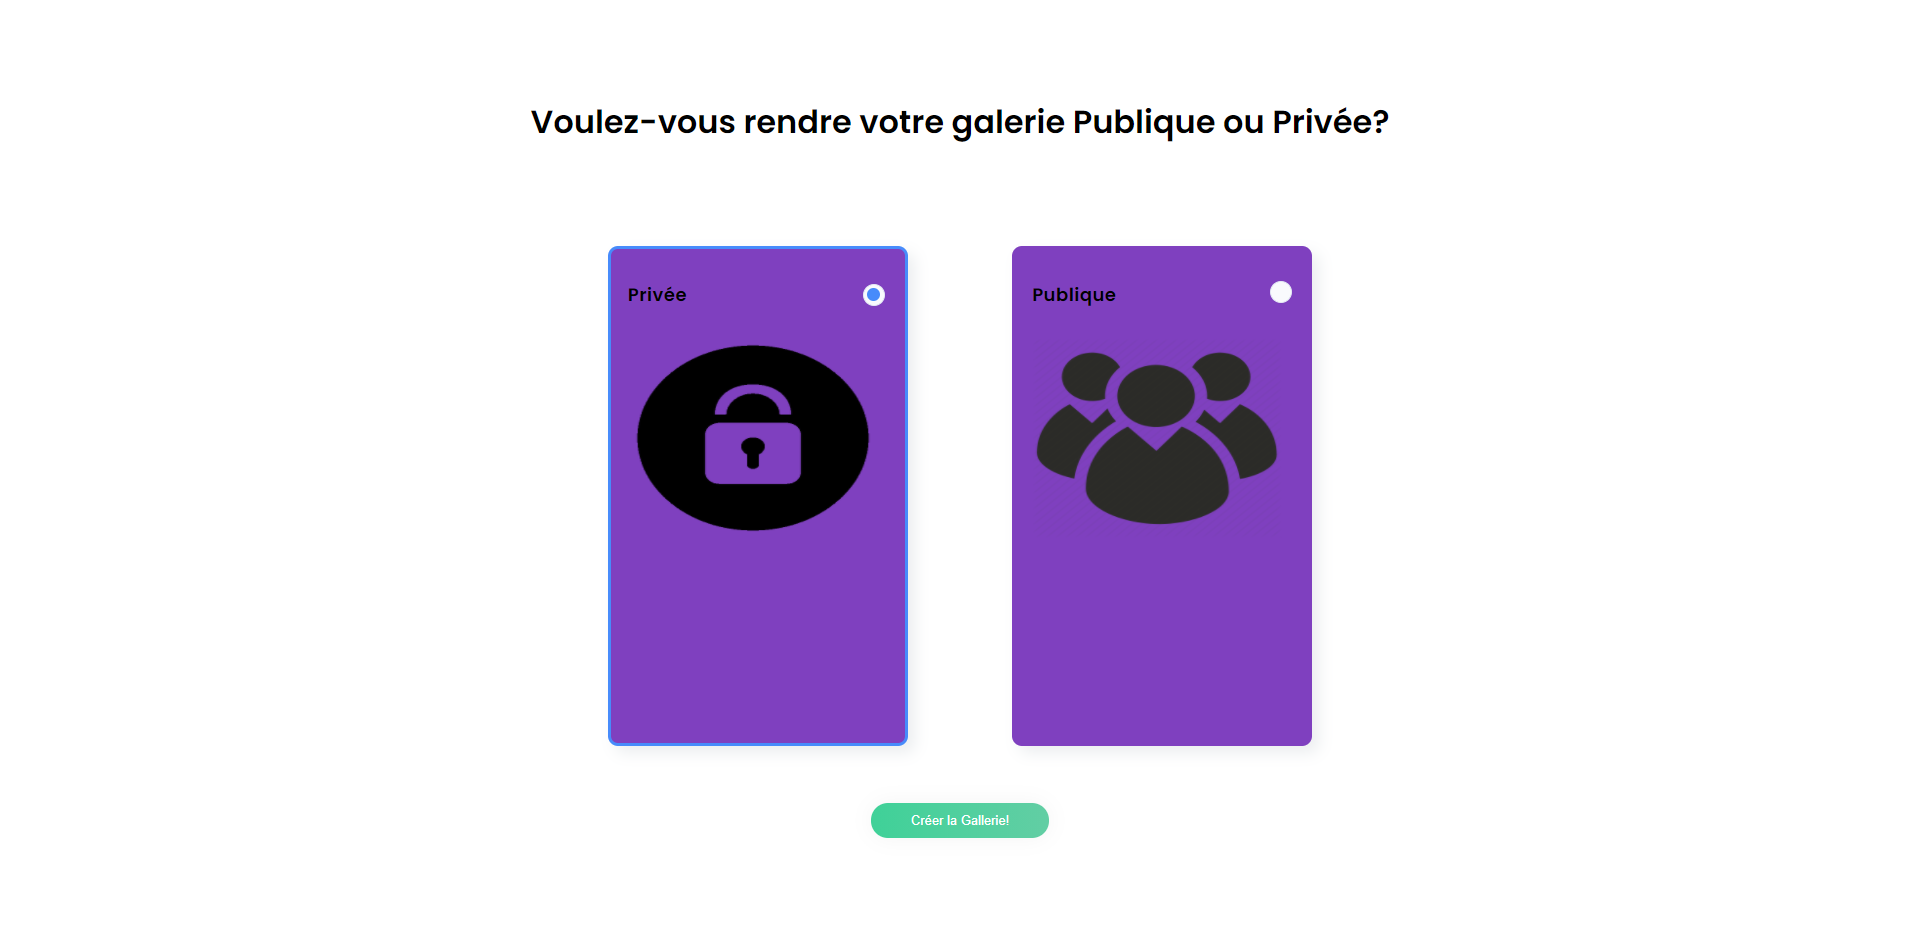 Voulez-vous rendre votre galerie Publique ou Privée?
Privée
Publique
Créer la Gallerie!